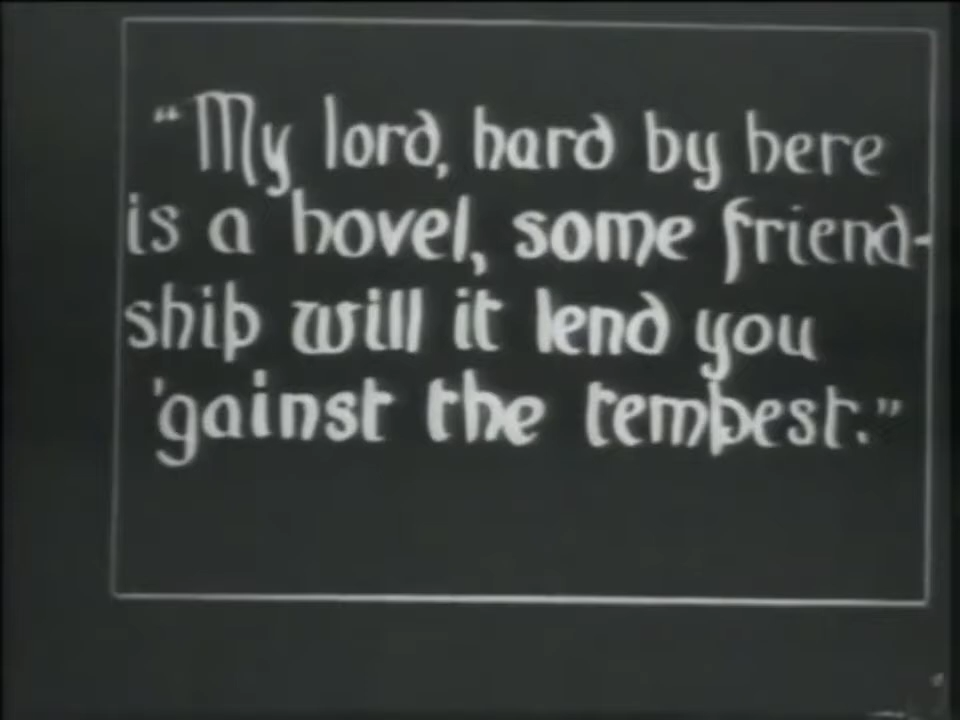 “My lord, hard by here
is a hovel, some friend-
ship will it lend you
'gainst the tempest.”